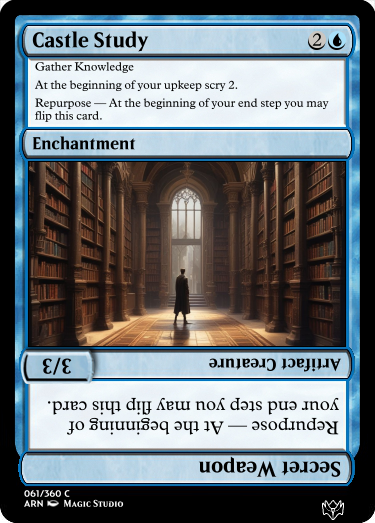 Castle Study 2
Gather Knowledge
At the beginning of your upkeep scry 2.
Repurpose — At the beginning of your end step you may
flip this card.
Enchantment
Secret Weapon
Repurpose — At the beginning of
your end step you may flip this card.
Artifact Creature
3/3
061/360 C
ARN Magic Studio